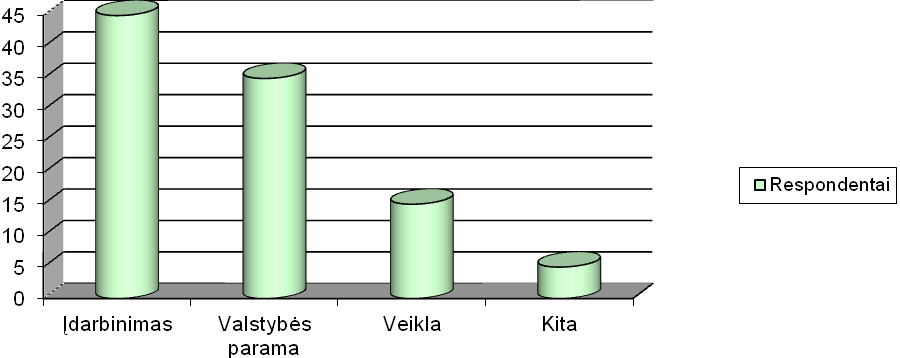 45
40
35
30
25
20
15
10
5
0
Įdarbinimas
Valstybės
parama
Veikla
Kita
Respondentai